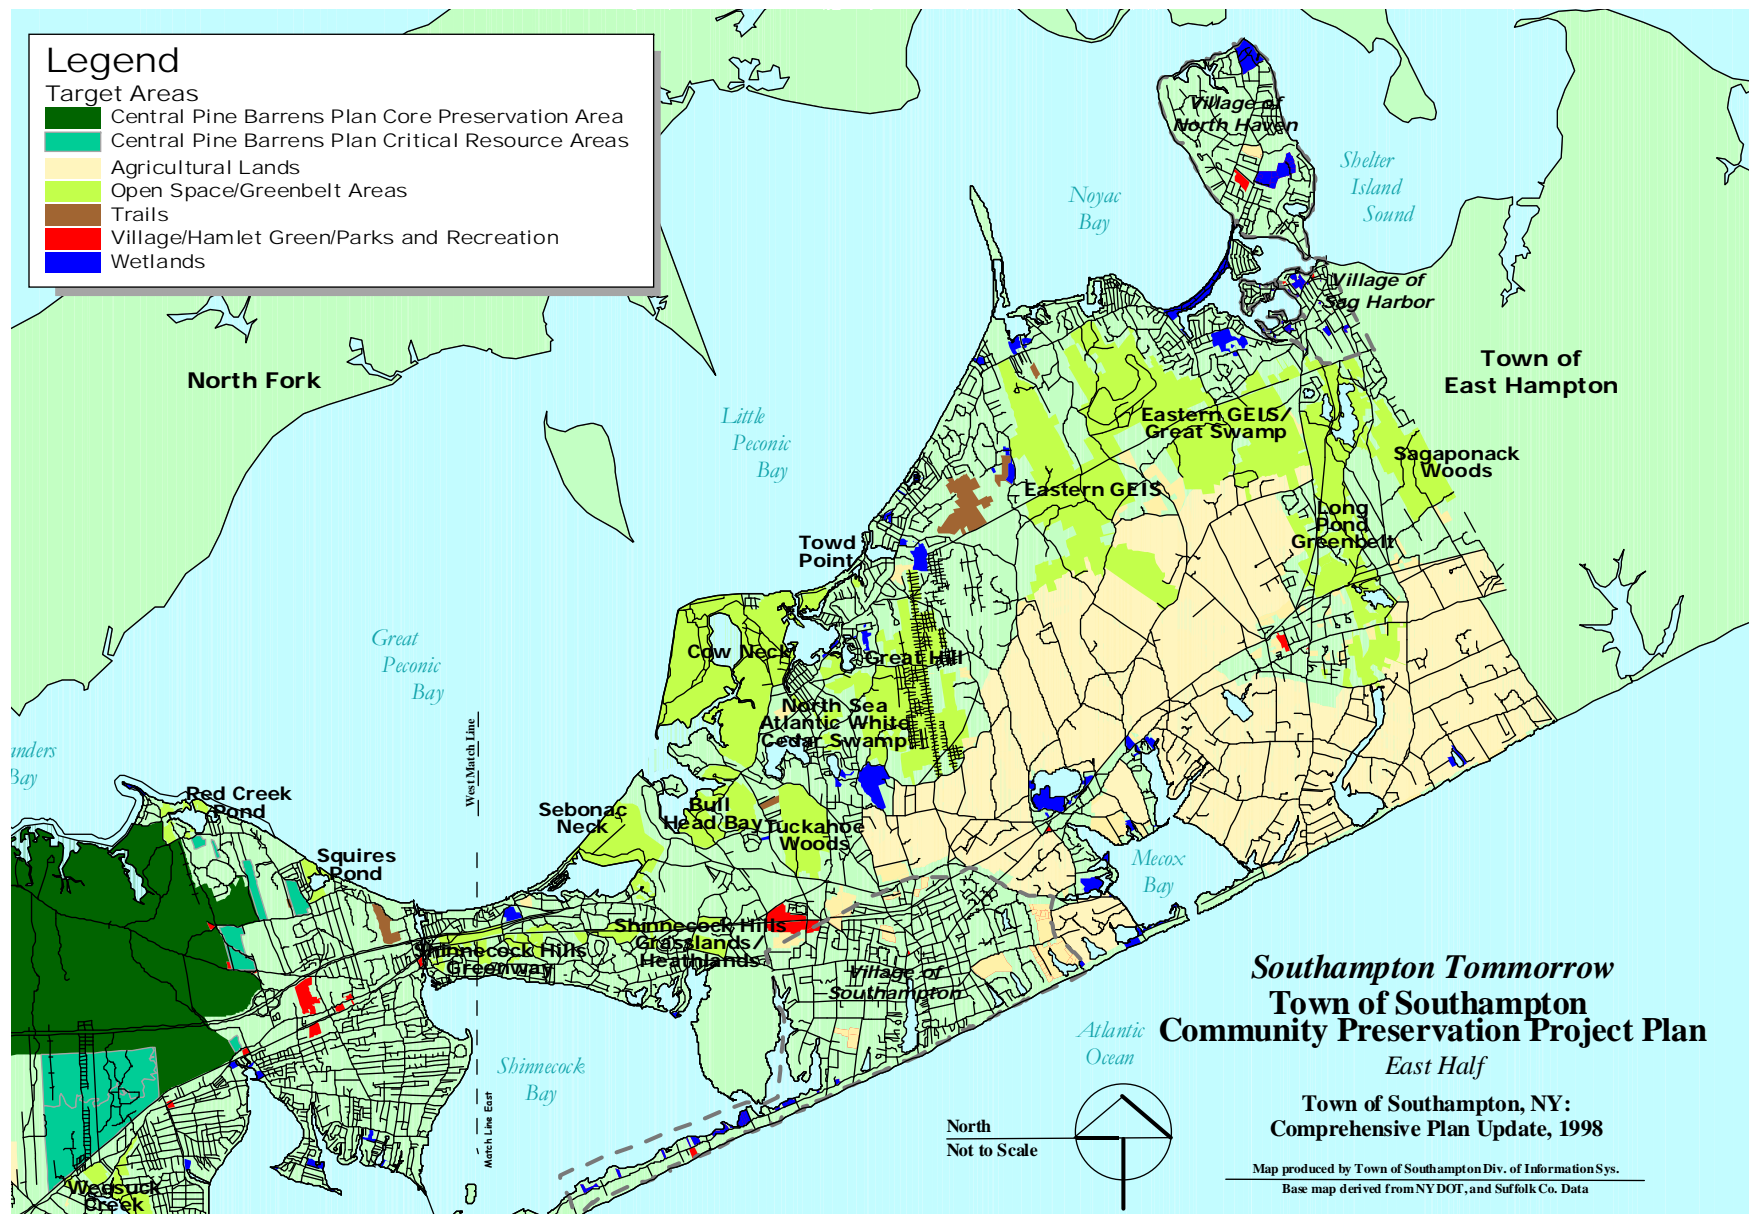 Legend
Target Areas
Central Pine Barrens Plan Core Preservation Area
Central Pine Barrens Plan Critical Resource Areas
Agricultural Lands
Open Space/Greenbelt Areas
Trails
Village/Hamlet Green/Parks and Recreation
Wetlands
Village of
North Haven
Shelter
Island
Sound
Noyac
Bay
Village of
Sag Harbor
North Fork
Town of
East Hampton
Little
Peconic
Bay
Eastern GEIS/
Great Swamp
Sagaponack
Woods
Eastern GEIS
Long
Pond
Greenbelt
Towd
Point
Great
Peconic
Bay
Cow Neck
Great Hill
North Sea
Atlantic White
Cedar Swamp
West Match Line
anders
Bay
Red Creek
Pond
Sebonac
Neck
Bull
Head Bay
Tuckahoe
Woods
Squires
Pond
Mecox
Bay
Shinnecock Hills
Grasslands/
Heathlands
Shinnecock Hills
Greenway
Village of
Southampton
Atlantic
Ocean
Shinnecock
Bay
Match Line East
Weesuck
Creek
North
Not to Scale
Southampton Tommorrow
Town of Southampton
Community Preservation Project Plan
East Half
Town of Southampton, NY:
Comprehensive Plan Update, 1998
Map produced by Town of Southampton Div. of Information Sys.
Base map derived from NYDOT, and Suffolk Co. Data